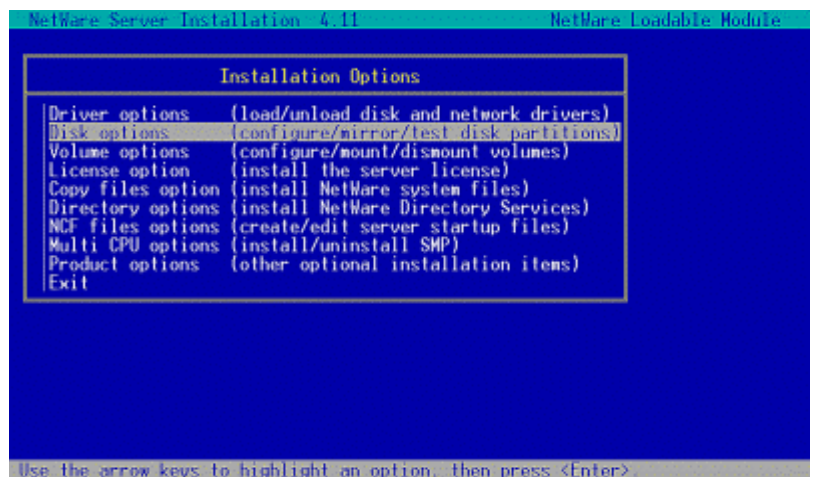 NetWare Server Installation 4.11 NetWare Loadable Module
Installation Options
Driver options (load/unload disk and network drivers)
Disk options (configure/mirror/test disk partitions)
Volume options (configure/mount/dismount volumes)
License option (install the server license)
Copy files option (install NetWare system files)
Directory options (install NetWare Directory Services)
NCF files options (create/edit server startup files)
Multi CPU options (install/uninstall SMP)
Product options (other optional installation items)
Exit
Use the arrow keys to highlight an option, then press <Enter>.